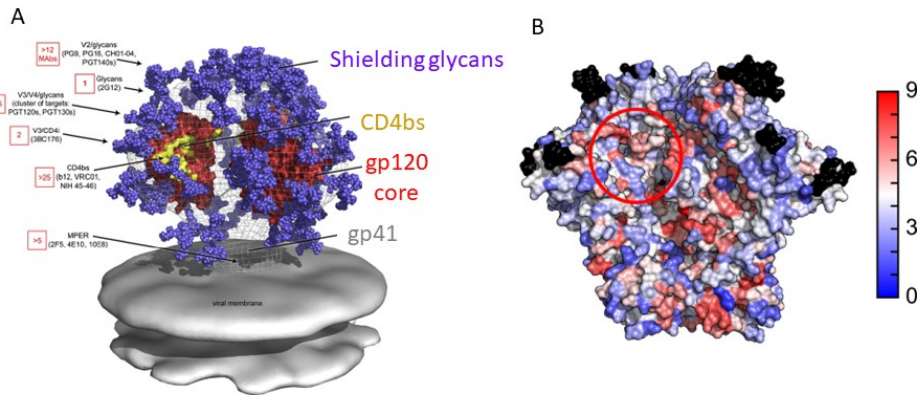 A
>12
MAbs
V2/glycans
(PG9, PG16, CH01-04,
PGT140s)
1
Glycans
(2G12)
V3/V4/glycans
(cluster of targets:
PGT120s, PGT130s)
2
V3/CD4i
(3BC176)
>25
CD4bs
(b12, VRC01,
NIH 45-46)
>5
MPER
(2F5, 4E10, 10E8)
viral membrane
Shielding glycans
CD4bs
gp120
core
gp41
B
9
6
3
0